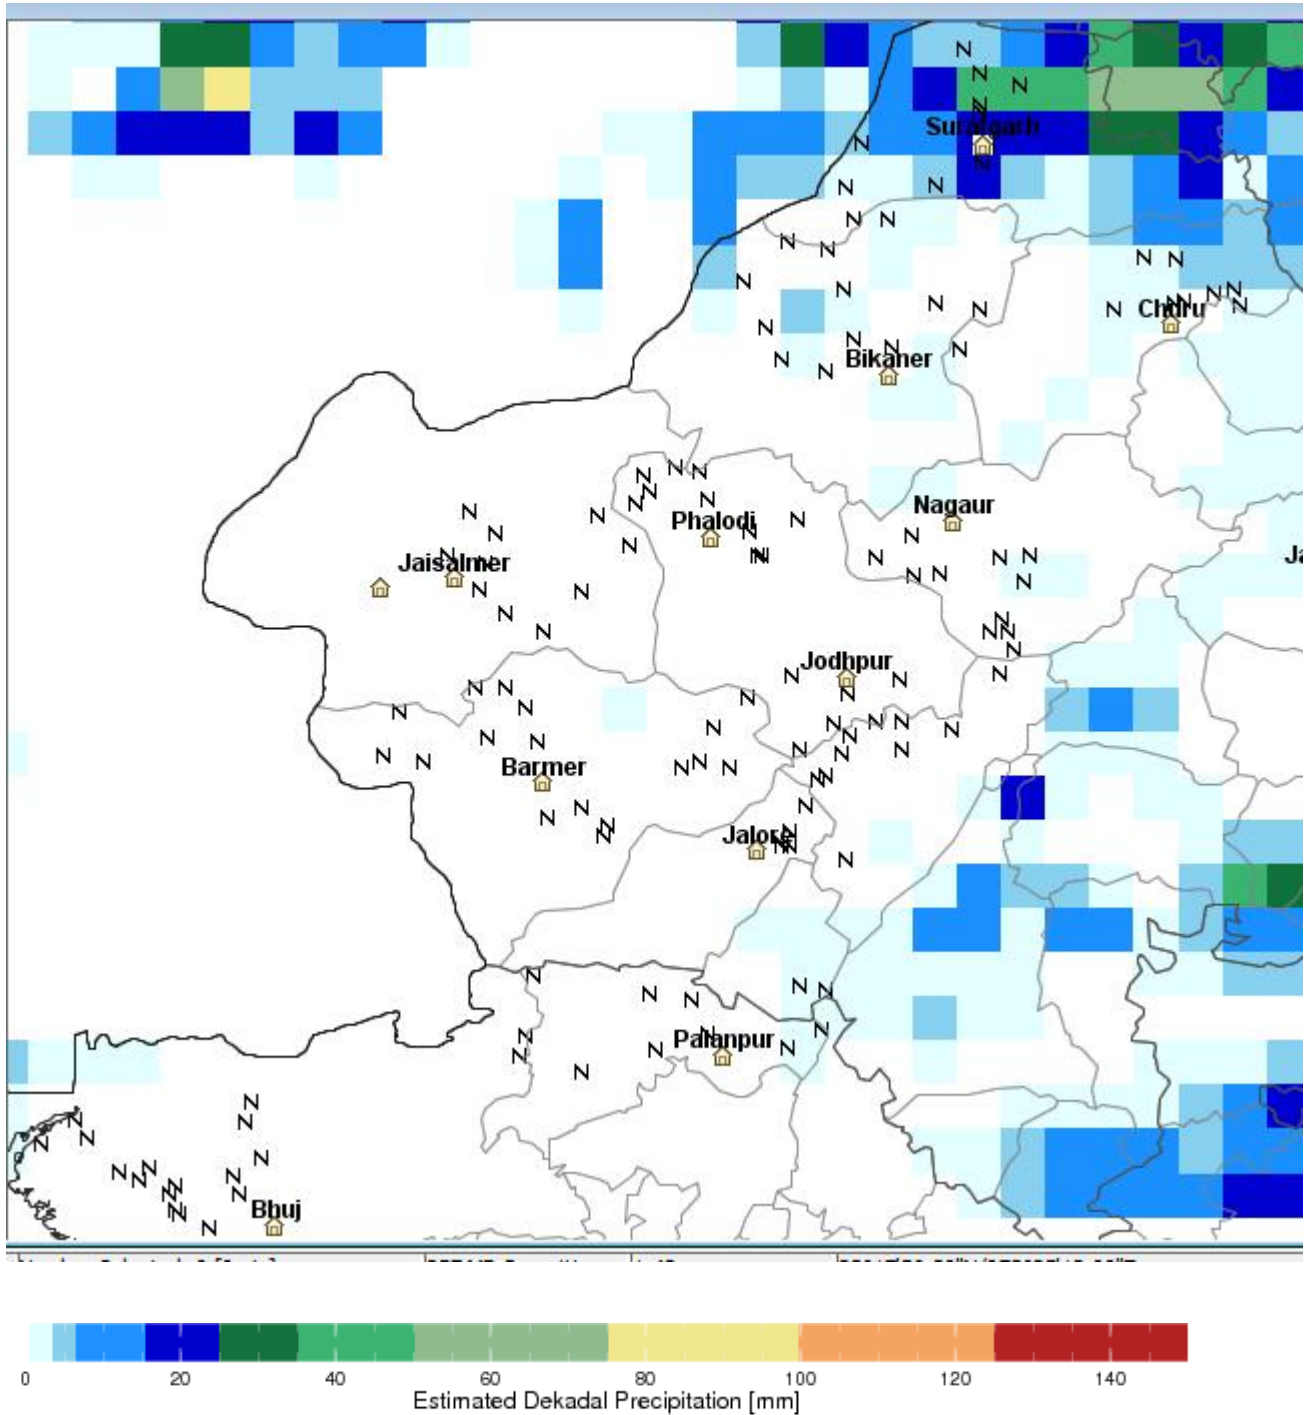 Suratgarh
Churu
Bikaner
Nagaur
Phalodi
Jaisalmer
Jodhpur
Barmer
Jalore
Palanpur
Bhuj
0 20 40 60 80 100 120 140
Estimated Dekadal Precipitation [mm]